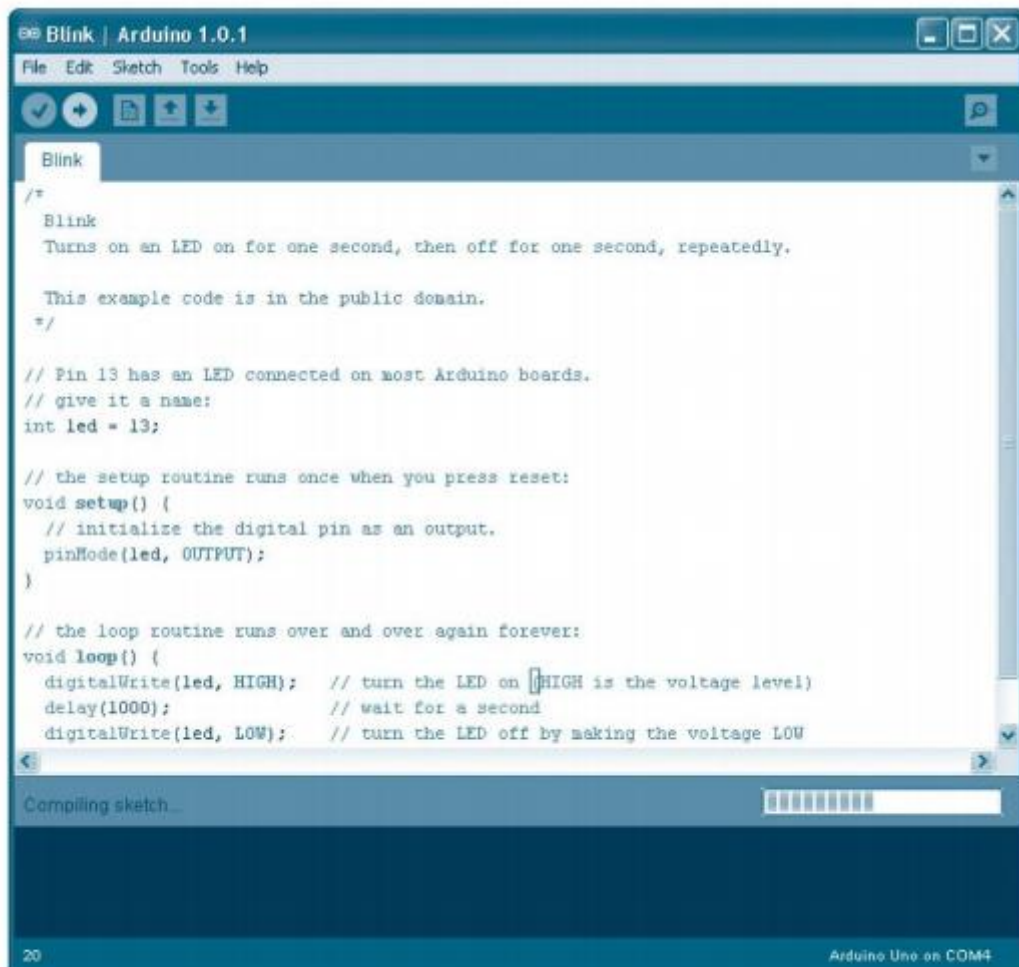 Blink | Arduino 1.0.1
File Edit Sketch Tools Help
Blink
/*
  Blink
  Turns on an LED on for one second, then off for one second, repeatedly.

  This example code is in the public domain.
 */

// Pin 13 has an LED connected on most Arduino boards.
// give it a name:
int led = 13;

// the setup routine runs once when you press reset:
void setup() {
  // initialize the digital pin as an output.
  pinMode(led, OUTPUT);
}

// the loop routine runs over and over again forever:
void loop() {
  digitalWrite(led, HIGH);   // turn the LED on (HIGH is the voltage level)
  delay(1000);               // wait for a second
  digitalWrite(led, LOW);    // turn the LED off by making the voltage LOW
Compiling sketch...
20 Arduino Uno on COM4